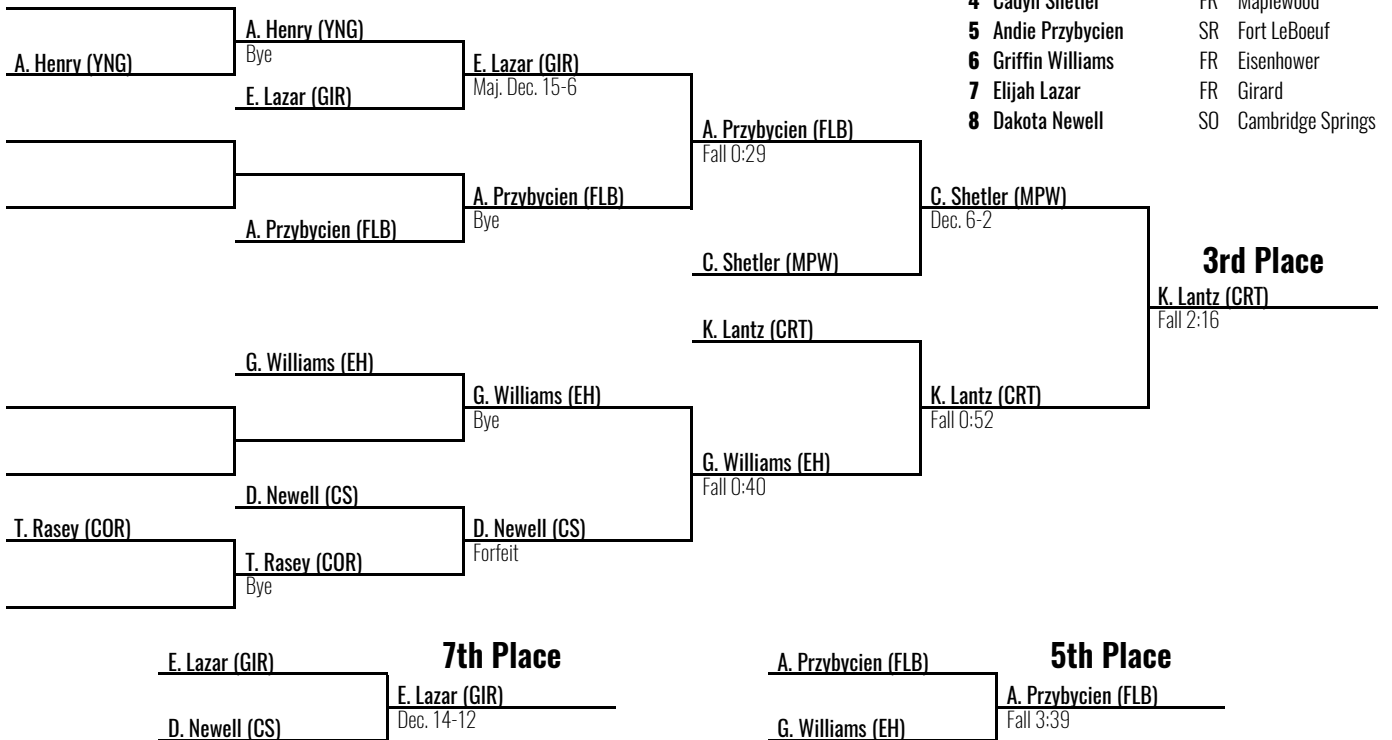 4 Cadyn Shetler FR Maplewood
A. Henry (YNG)
Bye
5 Andie Przybycien SR Fort LeBoeuf
A. Henry (YNG)
E. Lazar (GIR)
Maj. Dec. 15-6
6 Griffin Williams FR Eisenhower
E. Lazar (GIR)
7 Elijah Lazar FR Girard
A. Przybycien (FLB)
Fall 0:29
8 Dakota Newell SO Cambridge Springs
A. Przybycien (FLB)
Bye
C. Shetler (MPW)
Dec. 6-2
A. Przybycien (FLB)
C. Shetler (MPW)
3rd Place
K. Lantz (CRT)
Fall 2:16
K. Lantz (CRT)
G. Williams (EH)
G. Williams (EH)
Bye
K. Lantz (CRT)
Fall 0:52
G. Williams (EH)
Fall 0:40
D. Newell (CS)
T. Rasey (COR)
D. Newell (CS)
Forfeit
T. Rasey (COR)
Bye
7th Place
E. Lazar (GIR)
E. Lazar (GIR)
Dec. 14-12
D. Newell (CS)
5th Place
A. Przybycien (FLB)
A. Przybycien (FLB)
Fall 3:39
G. Williams (EH)